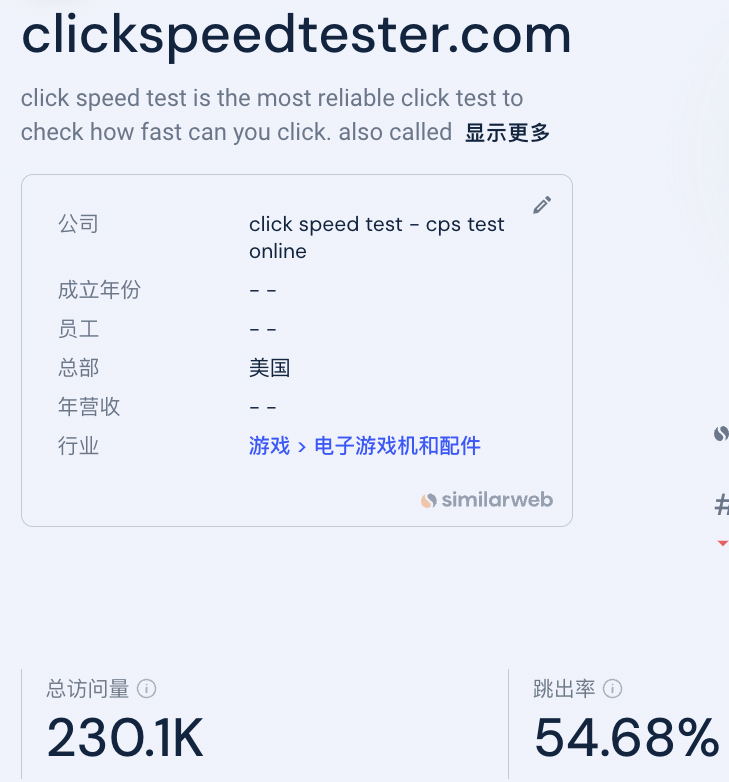 clickspeedtester.com
click speed test is the most reliable click test to
check how fast can you click. also called 显示更多
公司 click speed test - cps test
online
成立年份 - -
员工 - -
总部 美国
年营收 - -
行业 游戏 > 电子游戏机和配件
similarweb
#
总访问量 跳出率
230.1K 54.68%